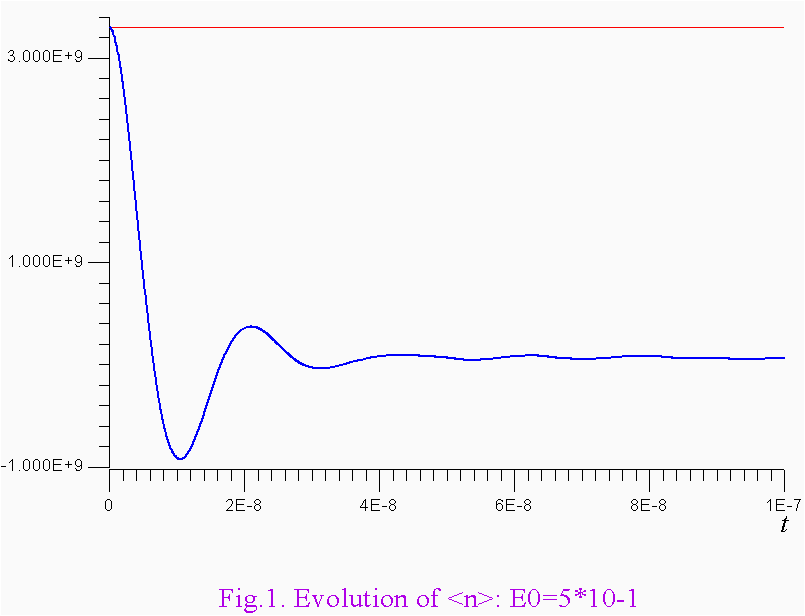 3.000E+9
1.000E+9
-1.000E+9
0 2E-8 4E-8 6E-8 8E-8 1E-7
t
Fig.1. Evolution of <n>: E0=5*10-1